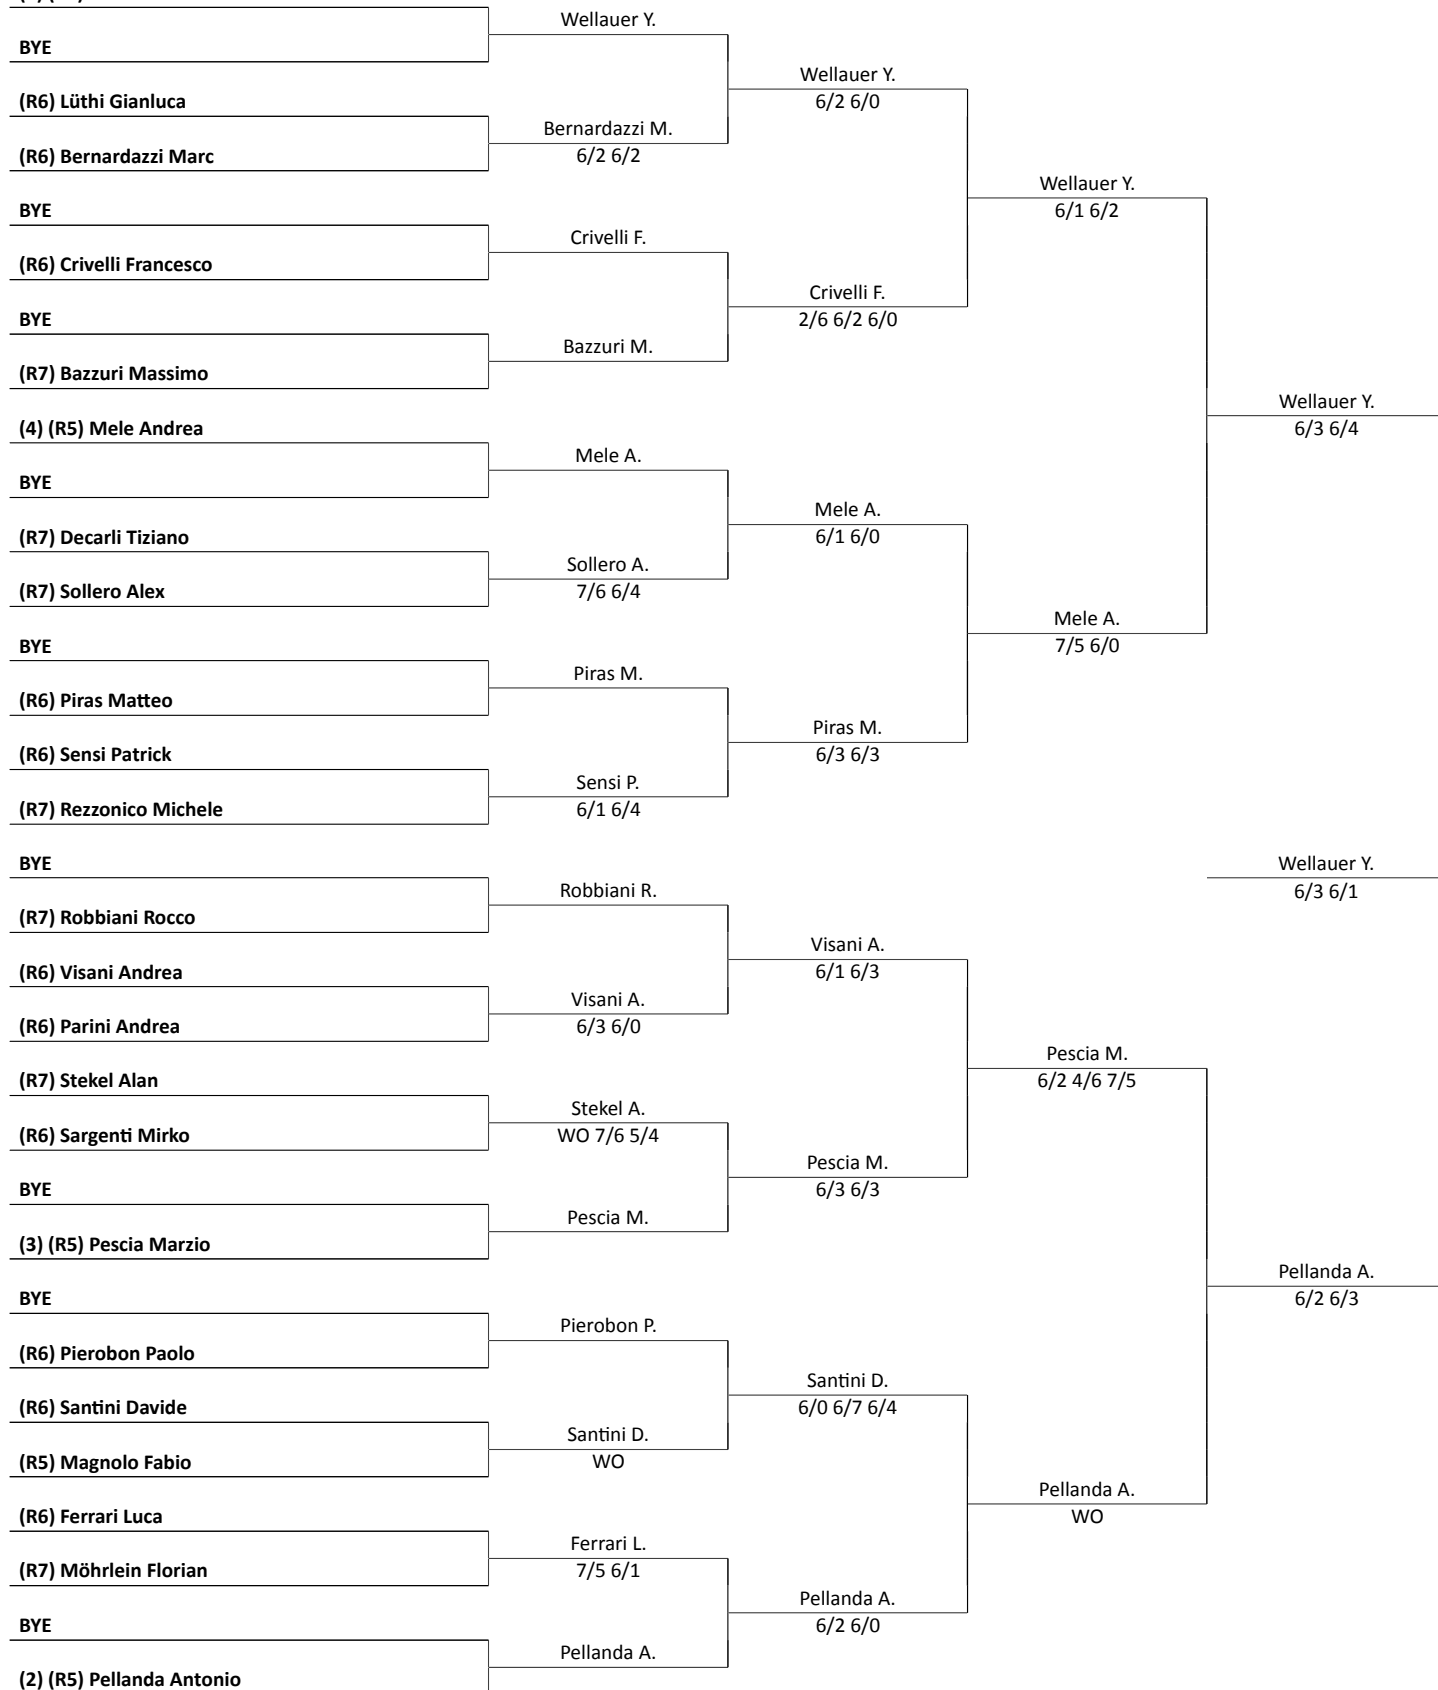 Wellauer Y.
BYE
Wellauer Y.
(R6) Lüthi Gianluca
6/2 6/0
Bernardazzi M.
(R6) Bernardazzi Marc
6/2 6/2
Wellauer Y.
BYE
6/1 6/2
Crivelli F.
(R6) Crivelli Francesco
Crivelli F.
BYE
2/6 6/2 6/0
Bazzuri M.
(R7) Bazzuri Massimo
Wellauer Y.
(4) (R5) Mele Andrea
6/3 6/4
Mele A.
BYE
Mele A.
(R7) Decarli Tiziano
6/1 6/0
Sollero A.
(R7) Sollero Alex
7/6 6/4
Mele A.
BYE
7/5 6/0
Piras M.
(R6) Piras Matteo
Piras M.
(R6) Sensi Patrick
6/3 6/3
Sensi P.
(R7) Rezzonico Michele
6/1 6/4
BYE
Wellauer Y.
Robbiani R.
6/3 6/1
(R7) Robbiani Rocco
Visani A.
(R6) Visani Andrea
6/1 6/3
Visani A.
(R6) Parini Andrea
6/3 6/0
Pescia M.
(R7) Stekel Alan
6/2 4/6 7/5
Stekel A.
(R6) Sargenti Mirko
WO 7/6 5/4
Pescia M.
BYE
6/3 6/3
Pescia M.
(3) (R5) Pescia Marzio
Pellanda A.
BYE
6/2 6/3
Pierobon P.
(R6) Pierobon Paolo
Santini D.
(R6) Santini Davide
6/0 6/7 6/4
Santini D.
(R5) Magnolo Fabio
WO
Pellanda A.
(R6) Ferrari Luca
WO
Ferrari L.
(R7) Möhrlein Florian
7/5 6/1
Pellanda A.
BYE
6/2 6/0
Pellanda A.
(2) (R5) Pellanda Antonio